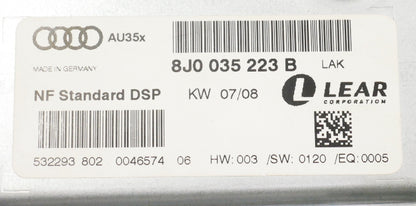 AU35x
MADE IN GERMANY
8J0 035 223 B LAK
NF Standard DSP KW 07/08 LEAR
CORPORATION
532293 802 0046574 06 HW:003 /SW: 0120 /EQ:0005